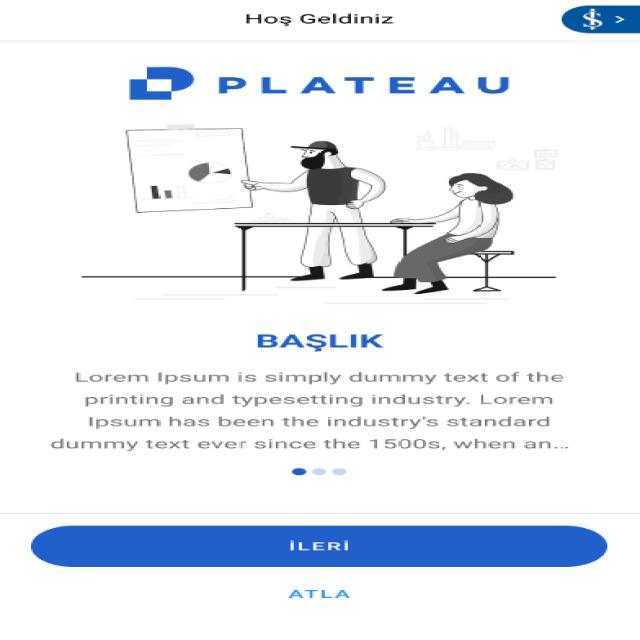 Hoş Geldiniz
$ >
PLATEAU
BAŞLIK
Lorem Ipsum is simply dummy text of the
printing and typesetting industry. Lorem
Ipsum has been the industry's standard
dummy text ever since the 1500s, when an...
İLERİ
ATLA